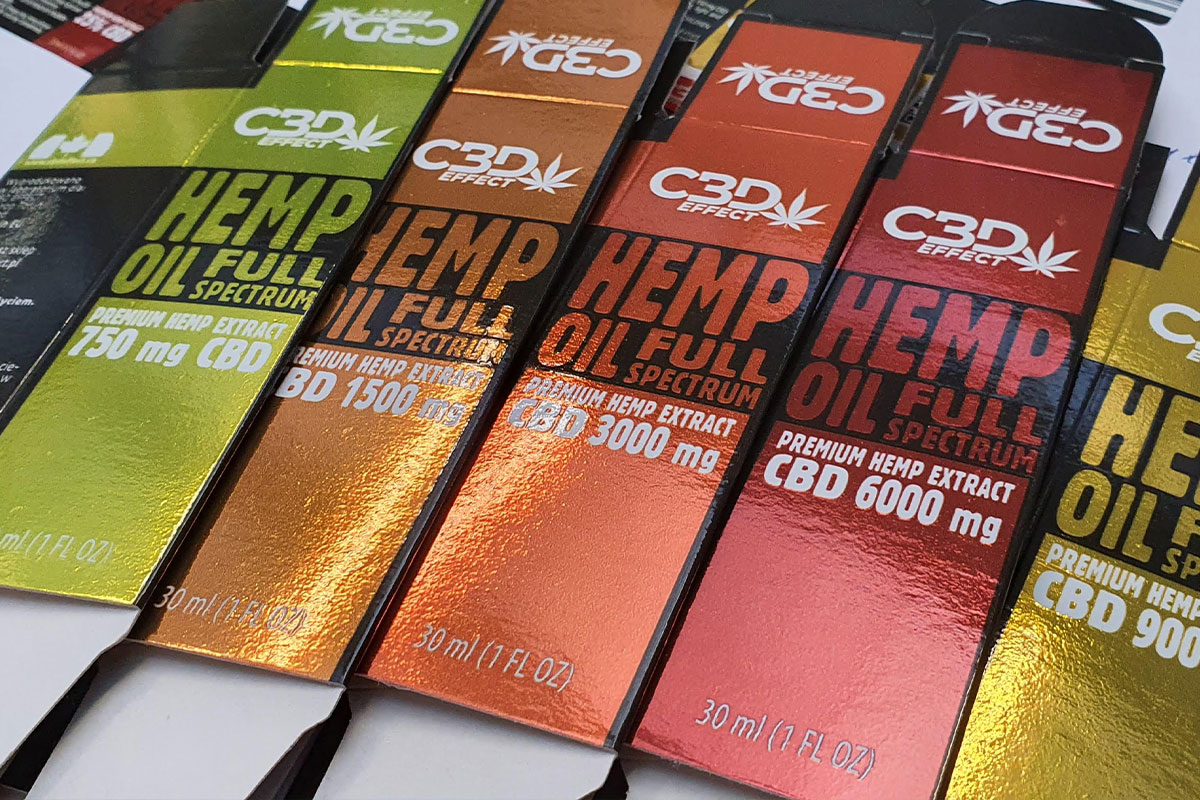 C3D
EFFECT
C3D
EFFECT
HEMP
OIL FULL
SPECTRUM
PREMIUM HEMP EXTRACT
750 mg CBD
ml (1 FL OZ)
C3D
EFFECT
C3D
EFFECT
HEMP
OIL FULL
SPECTRUM
PREMIUM HEMP EXTRACT
CBD 1500 mg
30 ml (1 FL OZ)
C3D
EFFECT
C3D
EFFECT
HEMP
OIL FULL
SPECTRUM
PREMIUM HEMP EXTRACT
CBD 3000 mg
30 ml (1 FL OZ)
C3D
EFFECT
C3D
EFFECT
HEMP
OIL FULL
SPECTRUM
PREMIUM HEMP EXTRACT
CBD 6000 mg
30 ml (1 FL OZ)
HE
OIL
PREMIUM HEMP
CBD 900